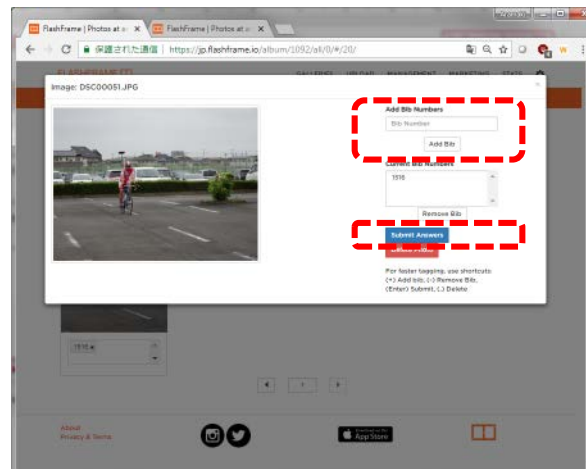 FlashFrame | Photos at a
FlashFrame | Photos at a
保護された通信 | https://jp.flashframe.io/album/1092/all/0/#/20/
FLASHFRAME
GALLERIES UPLOAD MANAGEMENT MARKETING STATS
Image: DSC00051.JPG
Add Bib Numbers
Bib Number
Add Bib
Current Bib Numbers
1516
Remove Bib
Submit Answers
For faster tagging, use shortcuts
(+) Add bib, (-) Remove Bib,
(Enter) Submit, (.) Delete
1516
About
Privacy & Terms
App Store